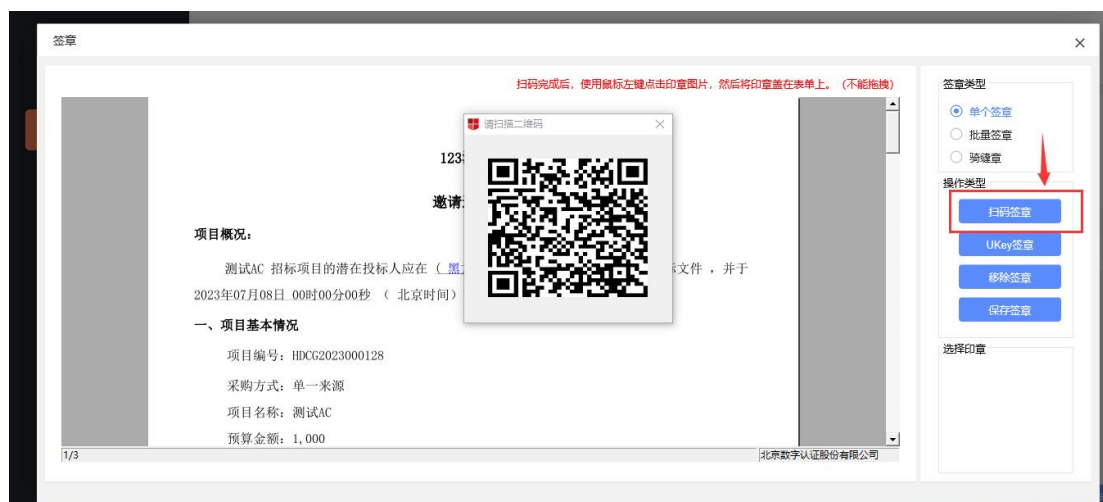 签章
扫码完成后，使用鼠标左键点击印章图片，然后将印章盖在表单上。（不能拖拽）
请扫描二维码
123
邀请
项目概况：
测试AC 招标项目的潜在投标人应在 （ 黑 标文件 ，并于
2023年07月08日 00时00分00秒 （ 北京时间）
一、项目基本情况
项目编号：HDCG2023000128
采购方式：单一来源
项目名称：测试AC
预算金额：1,000
1/3
北京数字认证股份有限公司
签章类型
单个签章
批量签章
骑缝章
操作类型
扫码签章
UKey签章
移除签章
保存签章
选择印章